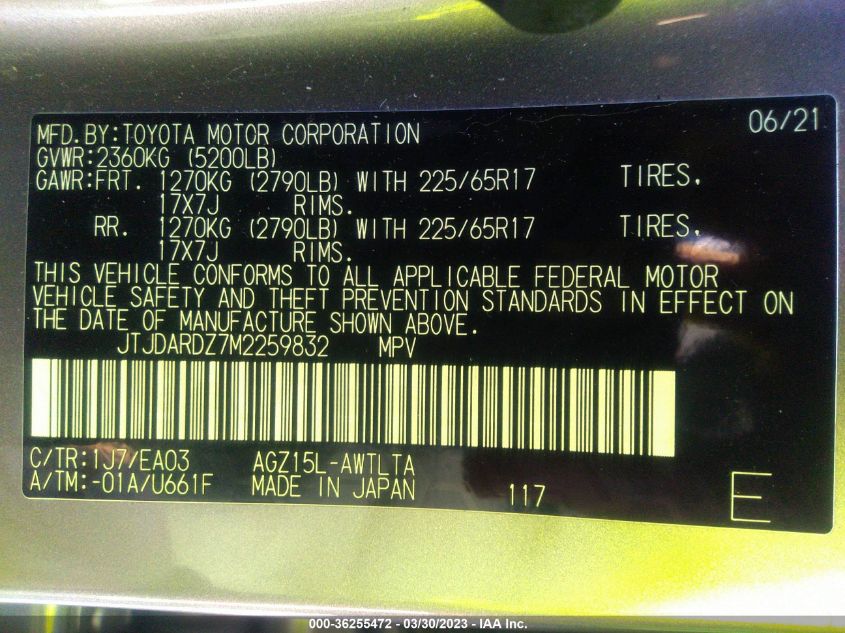 06/21
MFD.BY:TOYOTA MOTOR CORPORATION
GVWR:2360KG (5200LB)
GAWR:FRT. 1270KG (2790LB) WITH 225/65R17 TIRES.
17X7J RIMS.
RR. 1270KG (2790LB) WITH 225/65R17 TIRES.
17X7J RIMS.
THIS VEHICLE CONFORMS TO ALL APPLICABLE FEDERAL MOTOR
VEHICLE SAFETY AND THEFT PREVENTION STANDARDS IN EFFECT ON
THE DATE OF MANUFACTURE SHOWN ABOVE.
JTJDARDZ7M2259832 MPV
C/TR:1J7/EA03 AGZ15L-AWTLTA
A/TM:-01A/U661F MADE IN JAPAN 117 E
000-36255472 - 03/30/2023 - IAA Inc.